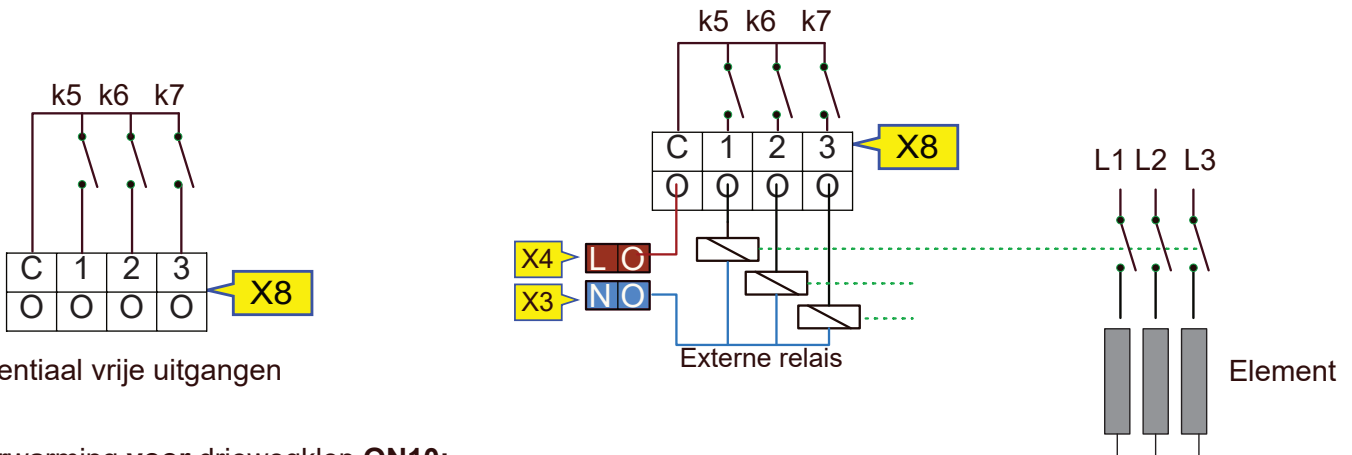 k5 k6 k7
C 1 2 3
O O O O
X8
entiaal vrije uitgangen
k5 k6 k7
C 1 2 3
O O O O
X8
X4 L O
X3 N O
Externe relais
L1 L2 L3
Element